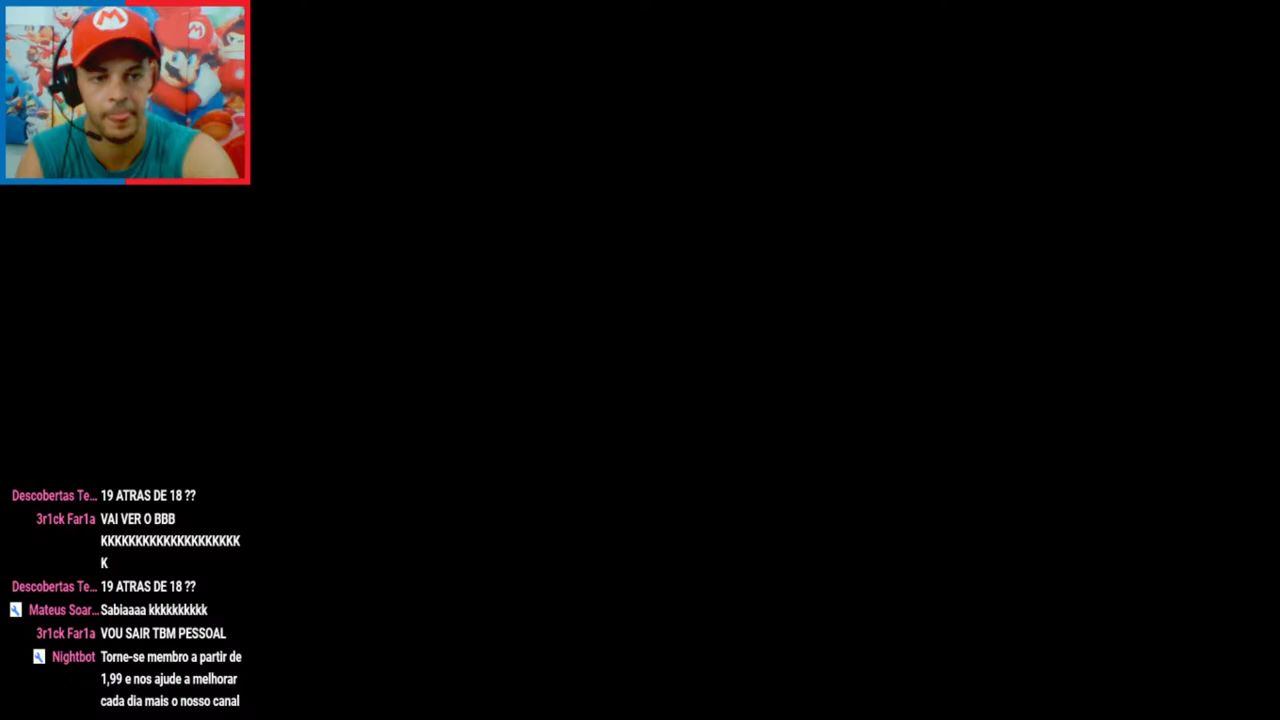 M
M
Descobertas Te... 19 ATRAS DE 18 ??
3r1ck Far1a VAI VER O BBB
KKKKKKKKKKKKKKKKKKKK
K
Descobertas Te... 19 ATRAS DE 18 ??
Mateus Soar... Sabiaaaa kkkkkkkkkk
3r1ck Far1a VOU SAIR TBM PESSOAL
Nightbot Torne-se membro a partir de
1,99 e nos ajude a melhorar
cada dia mais o nosso canal